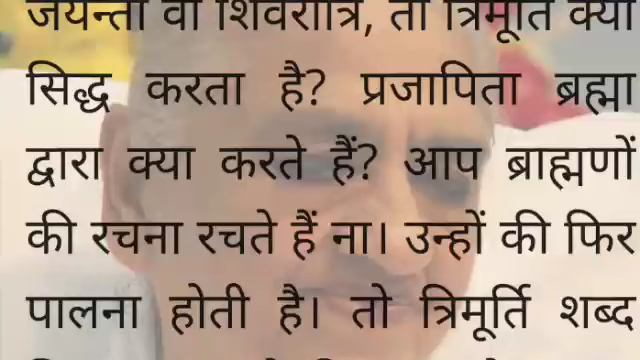 जयन्ती वा शिवरात्रि, तो त्रिमूर्ति क्या
सिद्ध करता है? प्रजापिता ब्रह्मा
द्वारा क्या करते हैं? आप ब्राह्मणों
की रचना रचते हैं ना। उन्हों की फिर
पालना होती है। तो त्रिमूर्ति शब्द